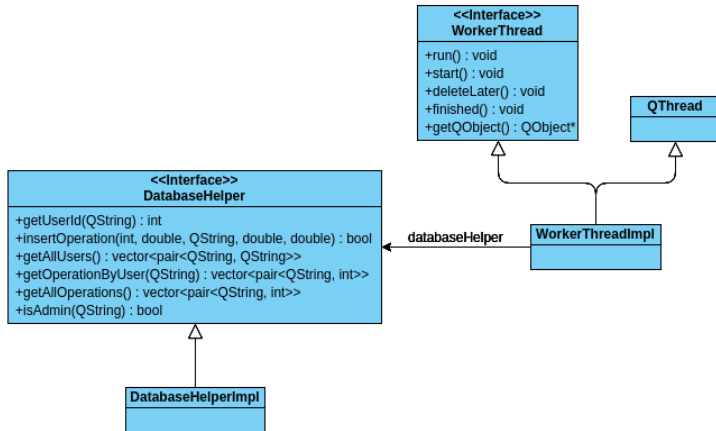 <<Interface>>
WorkerThread
+run() : void
+start() : void
+deleteLater() : void
+finished() : void
+getQObject() : QObject*
QThread
<<Interface>>
DatabaseHelper
+getUserId(QString) : int
+insertOperation(int, double, QString, double, double) : bool
+getAllUsers() : vector<pair<QString, QString>>
+getOperationByUser(QString) : vector<pair<QString, int>>
+getAllOperations() : vector<pair<QString, int>>
+isAdmin(QString) : bool
databaseHelper
WorkerThreadImpl
DatabaseHelperImpl